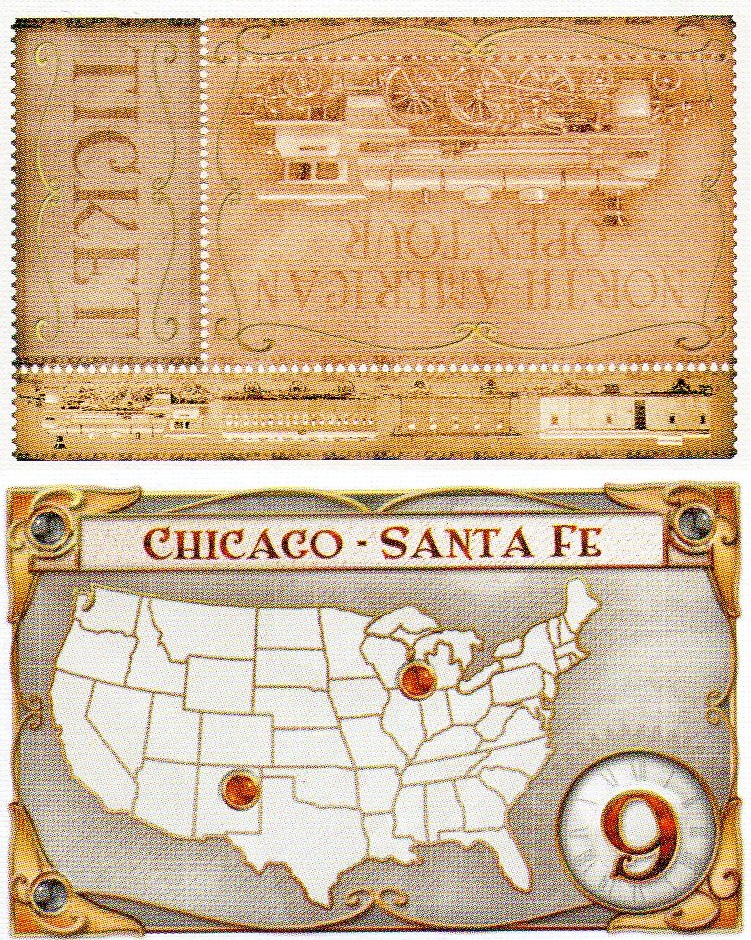 TICKET
NORTH AMERICAN
OPEN TOUR
CHICAGO - SANTA FE
9